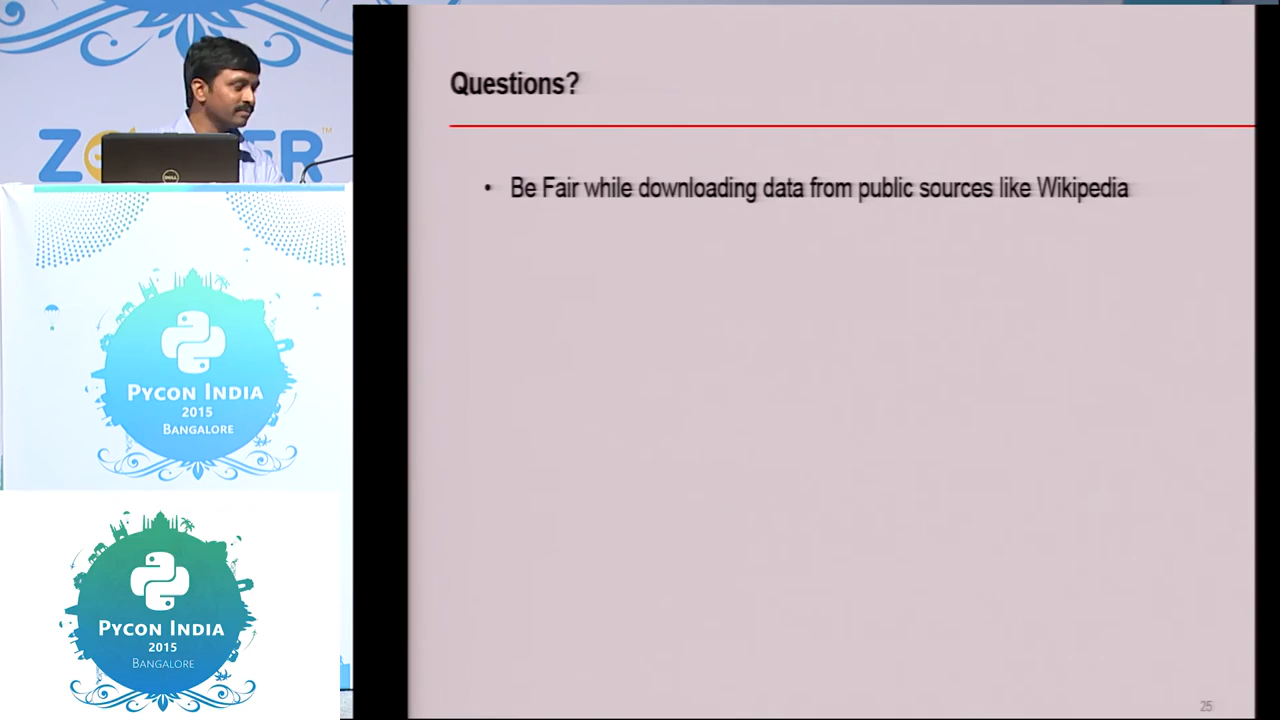 Questions?
• Be Fair while downloading data from public sources like Wikipedia
25
DELL
PYCON INDIA
2015
BANGALORE
PYCON INDIA
2015
BANGALORE